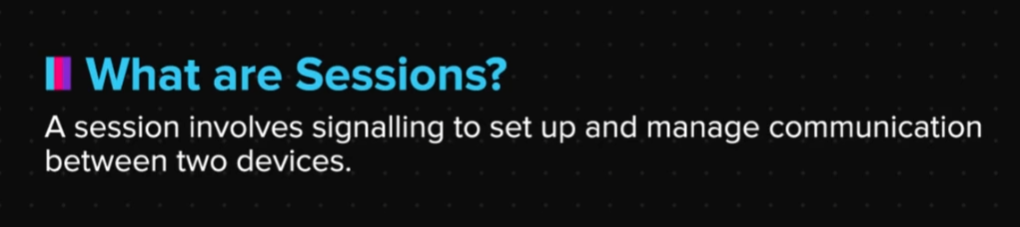 What are Sessions?
A session involves signalling to set up and manage communication
between two devices.